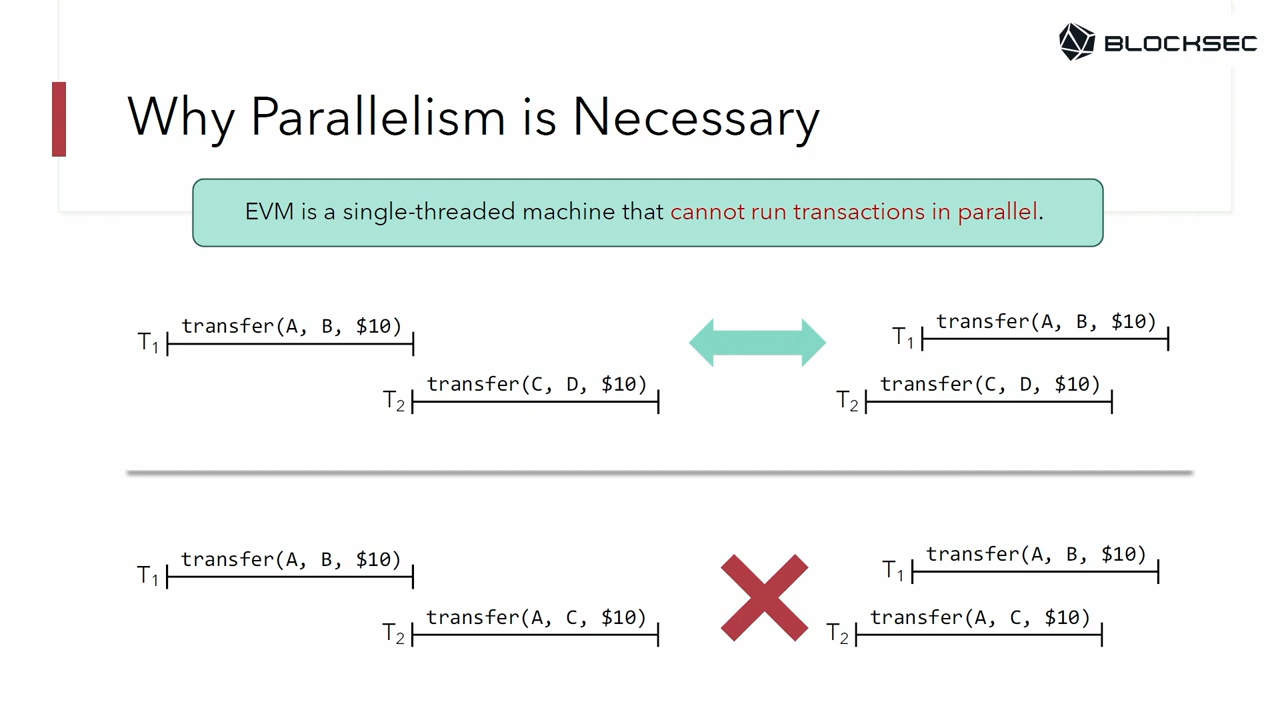 BLOCKSEC
Why Parallelism is Necessary
EVM is a single-threaded machine that cannot run transactions in parallel.
T1 transfer(A, B, $10)
T2 transfer(C, D, $10)
T1 transfer(A, B, $10)
T2 transfer(C, D, $10)
T1 transfer(A, B, $10)
T2 transfer(A, C, $10)
T1 transfer(A, B, $10)
T2 transfer(A, C, $10)